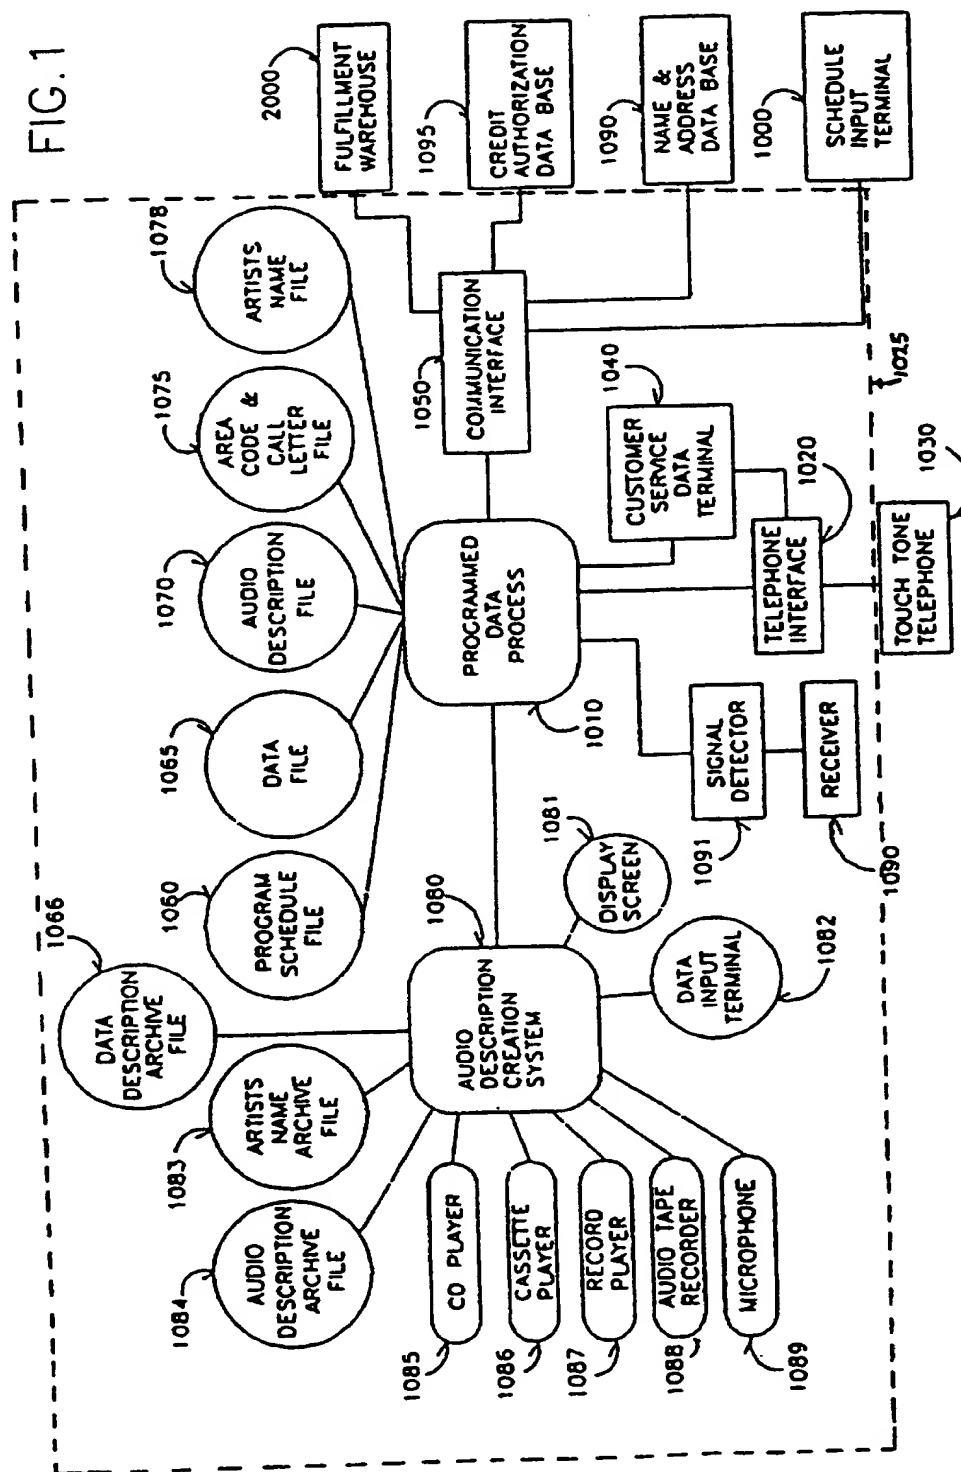 FIG. 1
2000
FULFILLMENT
WAREHOUSE
1095
CREDIT
AUTHORIZATION
DATA BASE
1090
NAME &
ADDRESS
DATA BASE
1000
SCHEDULE
INPUT
TERMINAL
1078
ARTISTS
NAME
FILE
1075
AREA
CODE &
CALL
LETTER
FILE
1070
AUDIO
DESCRIPTION
FILE
1065
DATA
FILE
1060
PROGRAM
SCHEDULE
FILE
1066
DATA
DESCRIPTION
ARCHIVE
FILE
1083
ARTISTS
NAME
ARCHIVE
FILE
1084
AUDIO
DESCRIPTION
ARCHIVE
FILE
1050
COMMUNICATION
INTERFACE
1010
PROGRAMMED
DATA
PROCESS
1080
AUDIO
DESCRIPTION
CREATION
SYSTEM
1040
CUSTOMER
SERVICE
DATA
TERMINAL
1020
TELEPHONE
INTERFACE
1025
1030
TOUCH TONE
TELEPHONE
1091
SIGNAL
DETECTOR
1090
RECEIVER
1081
DISPLAY
SCREEN
1082
DATA
INPUT
TERMINAL
1085
CD PLAYER
1086
CASSETTE
PLAYER
1087
RECORD
PLAYER
1088
AUDIO TAPE
RECORDER
1089
MICROPHONE